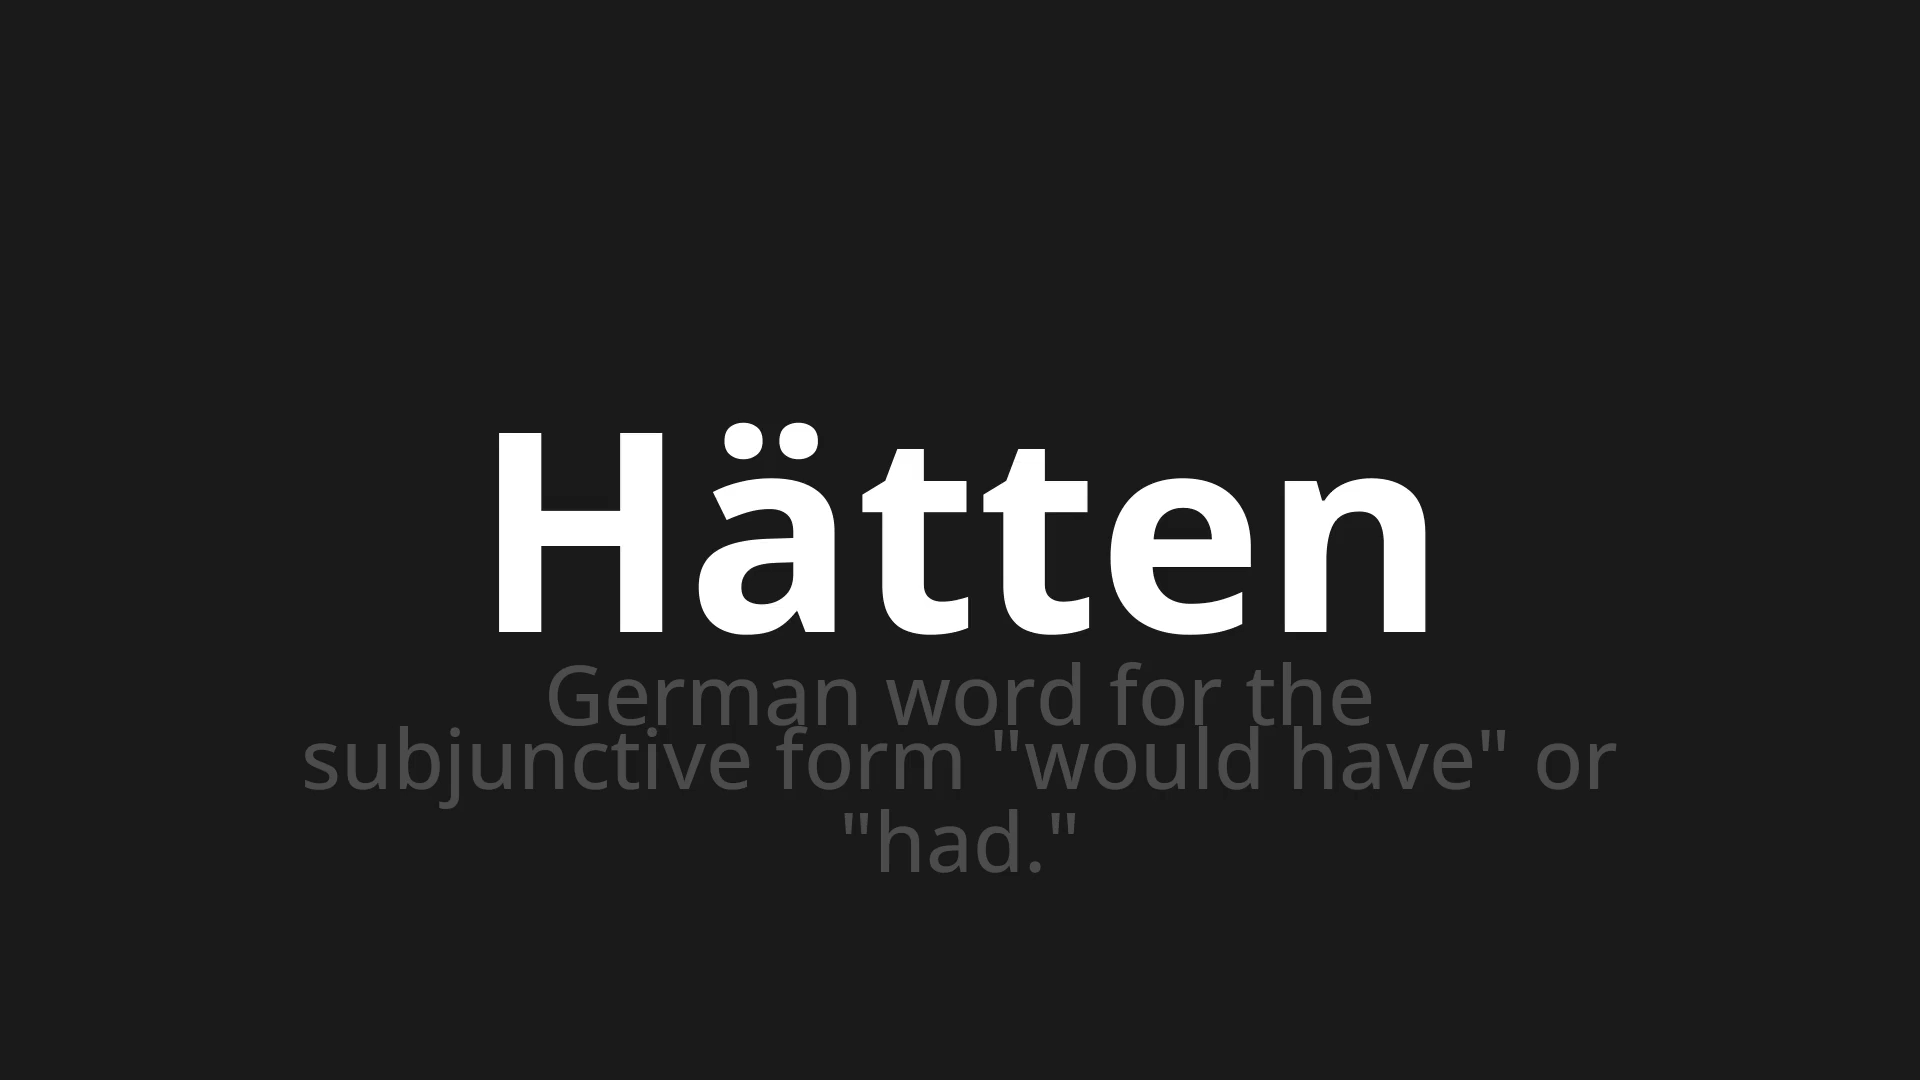 Hätten
German word for the
subjunctive form "would have" or
"had."